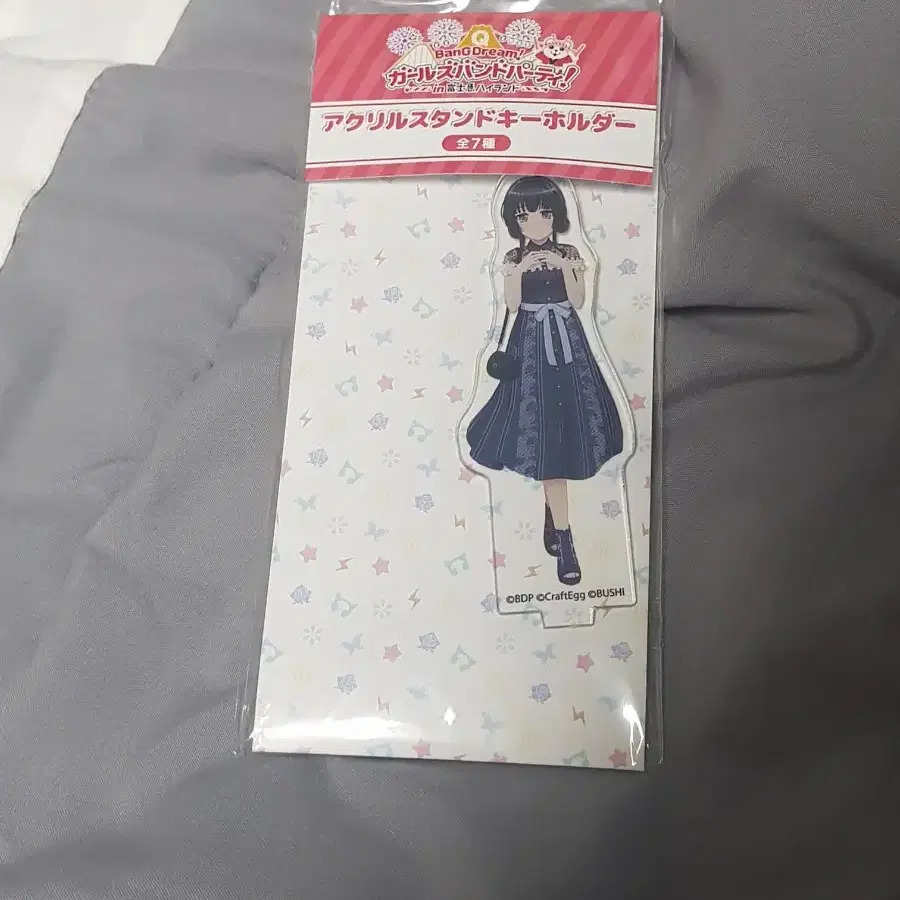 BanG Dream!
ガールズバンドパーティ!
in 富士急ハイランド
アクリルスタンドキーホルダー
全7種
©BDP ©CraftEgg ©BUSHI